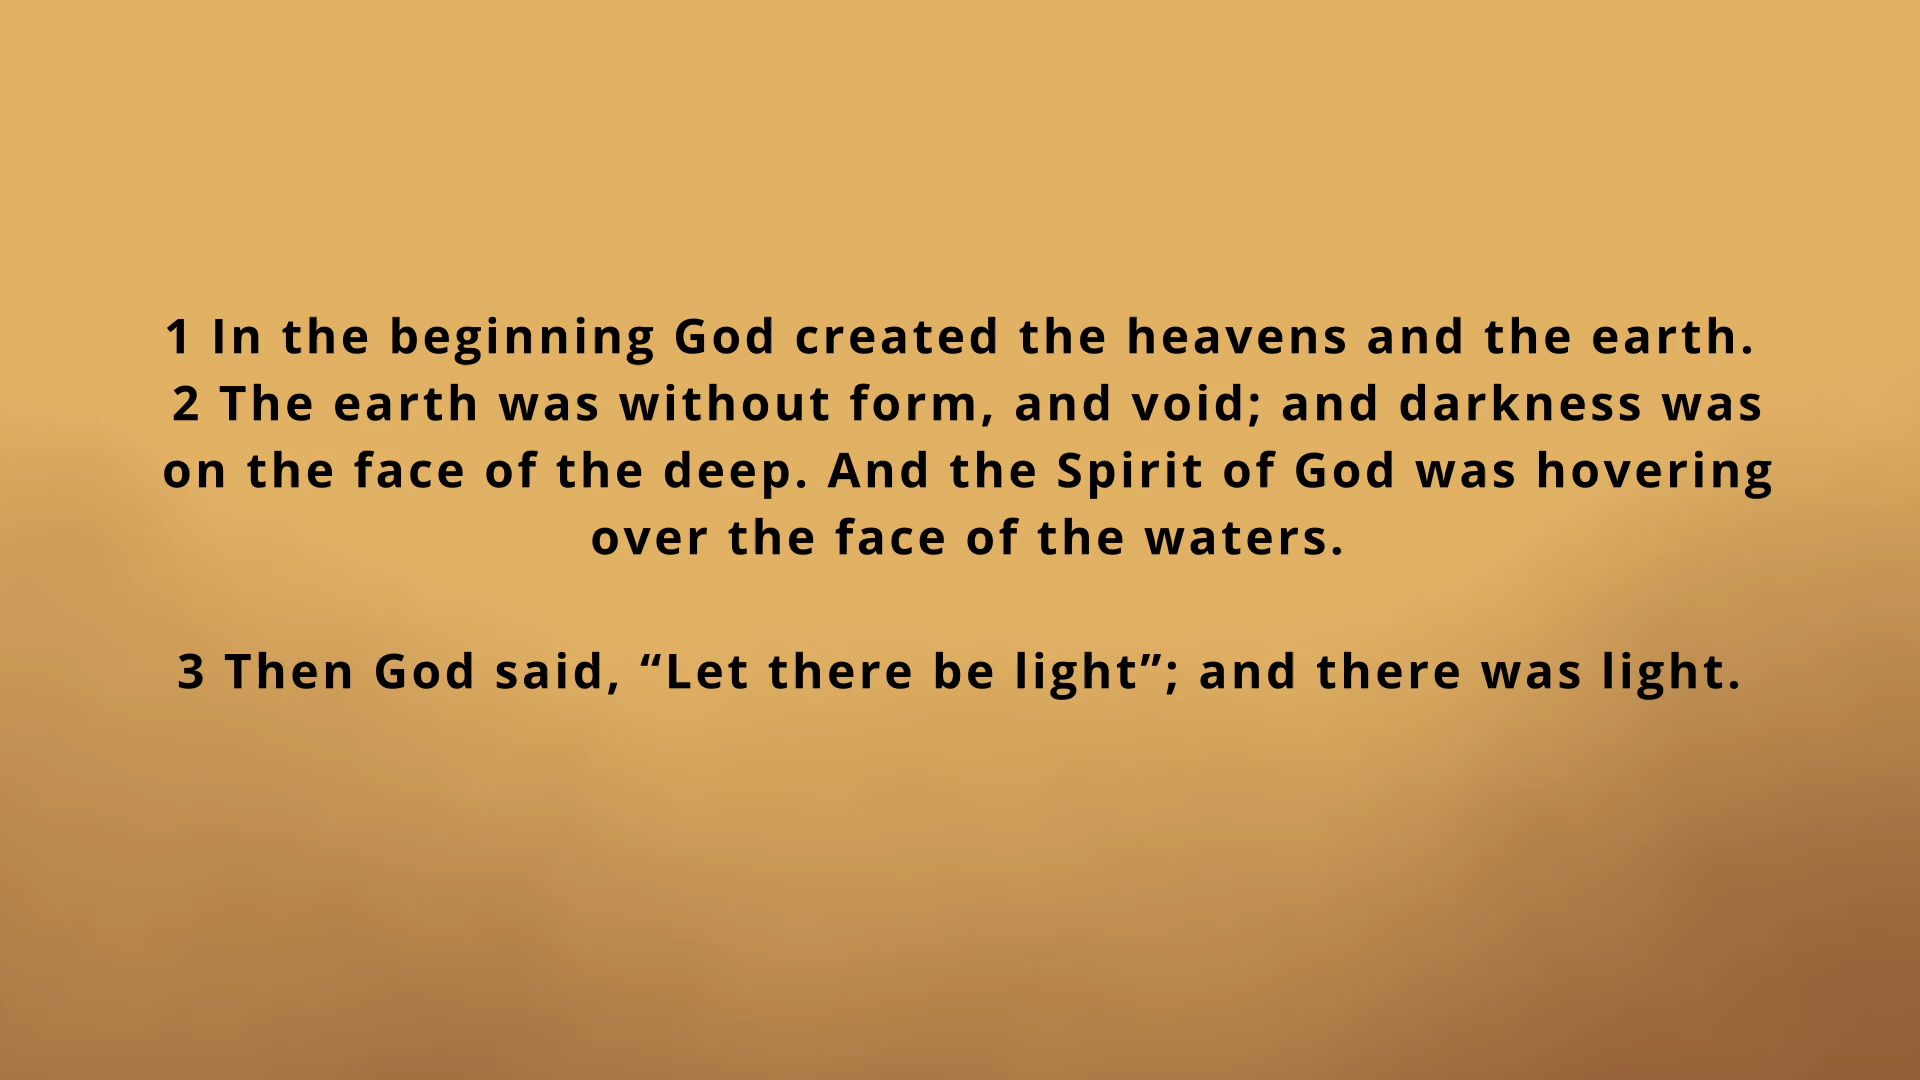 1 In the beginning God created the heavens and the earth.
2 The earth was without form, and void; and darkness was
on the face of the deep. And the Spirit of God was hovering
over the face of the waters.
3 Then God said, “Let there be light”; and there was light.